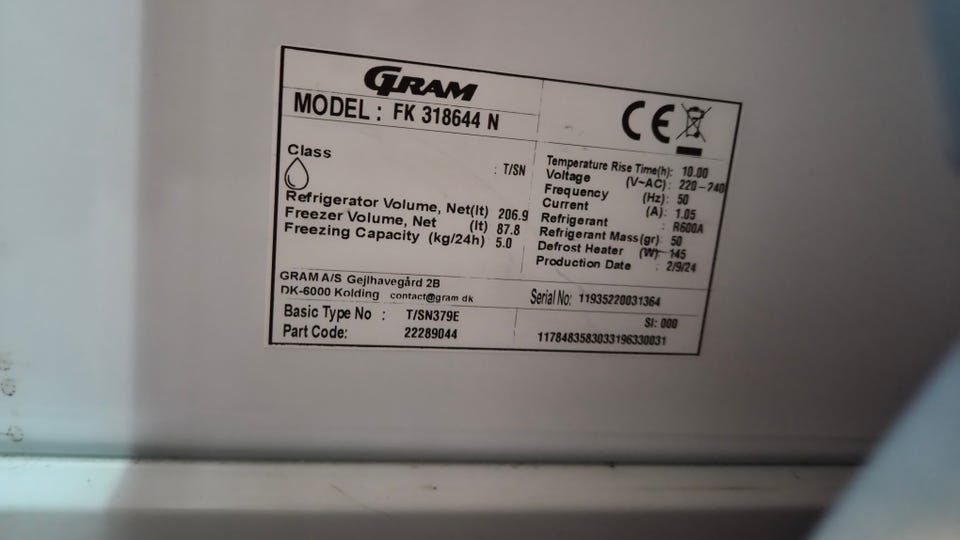 GRAM
MODEL : FK 318644 N
Class : T/SN
Refrigerator Volume, Net(lt) 206.9
Freezer Volume, Net (lt) 87.8
Freezing Capacity (kg/24h) 5.0
CE
Temperature Rise Time(h): 10.00
Voltage (V~AC): 220-240
Frequency (Hz): 50
Current (A): 1.05
Refrigerant : R600A
Refrigerant Mass(gr): 50
Defrost Heater (W): 145
Production Date : 2/9/24
GRAM A/S Gejlhavegård 2B
DK-6000 Kolding contact@gram dk
Serial No: 11935220031364
Basic Type No : T/SN379E
Part Code: 22289044
SI: 000
1178483583033196330031